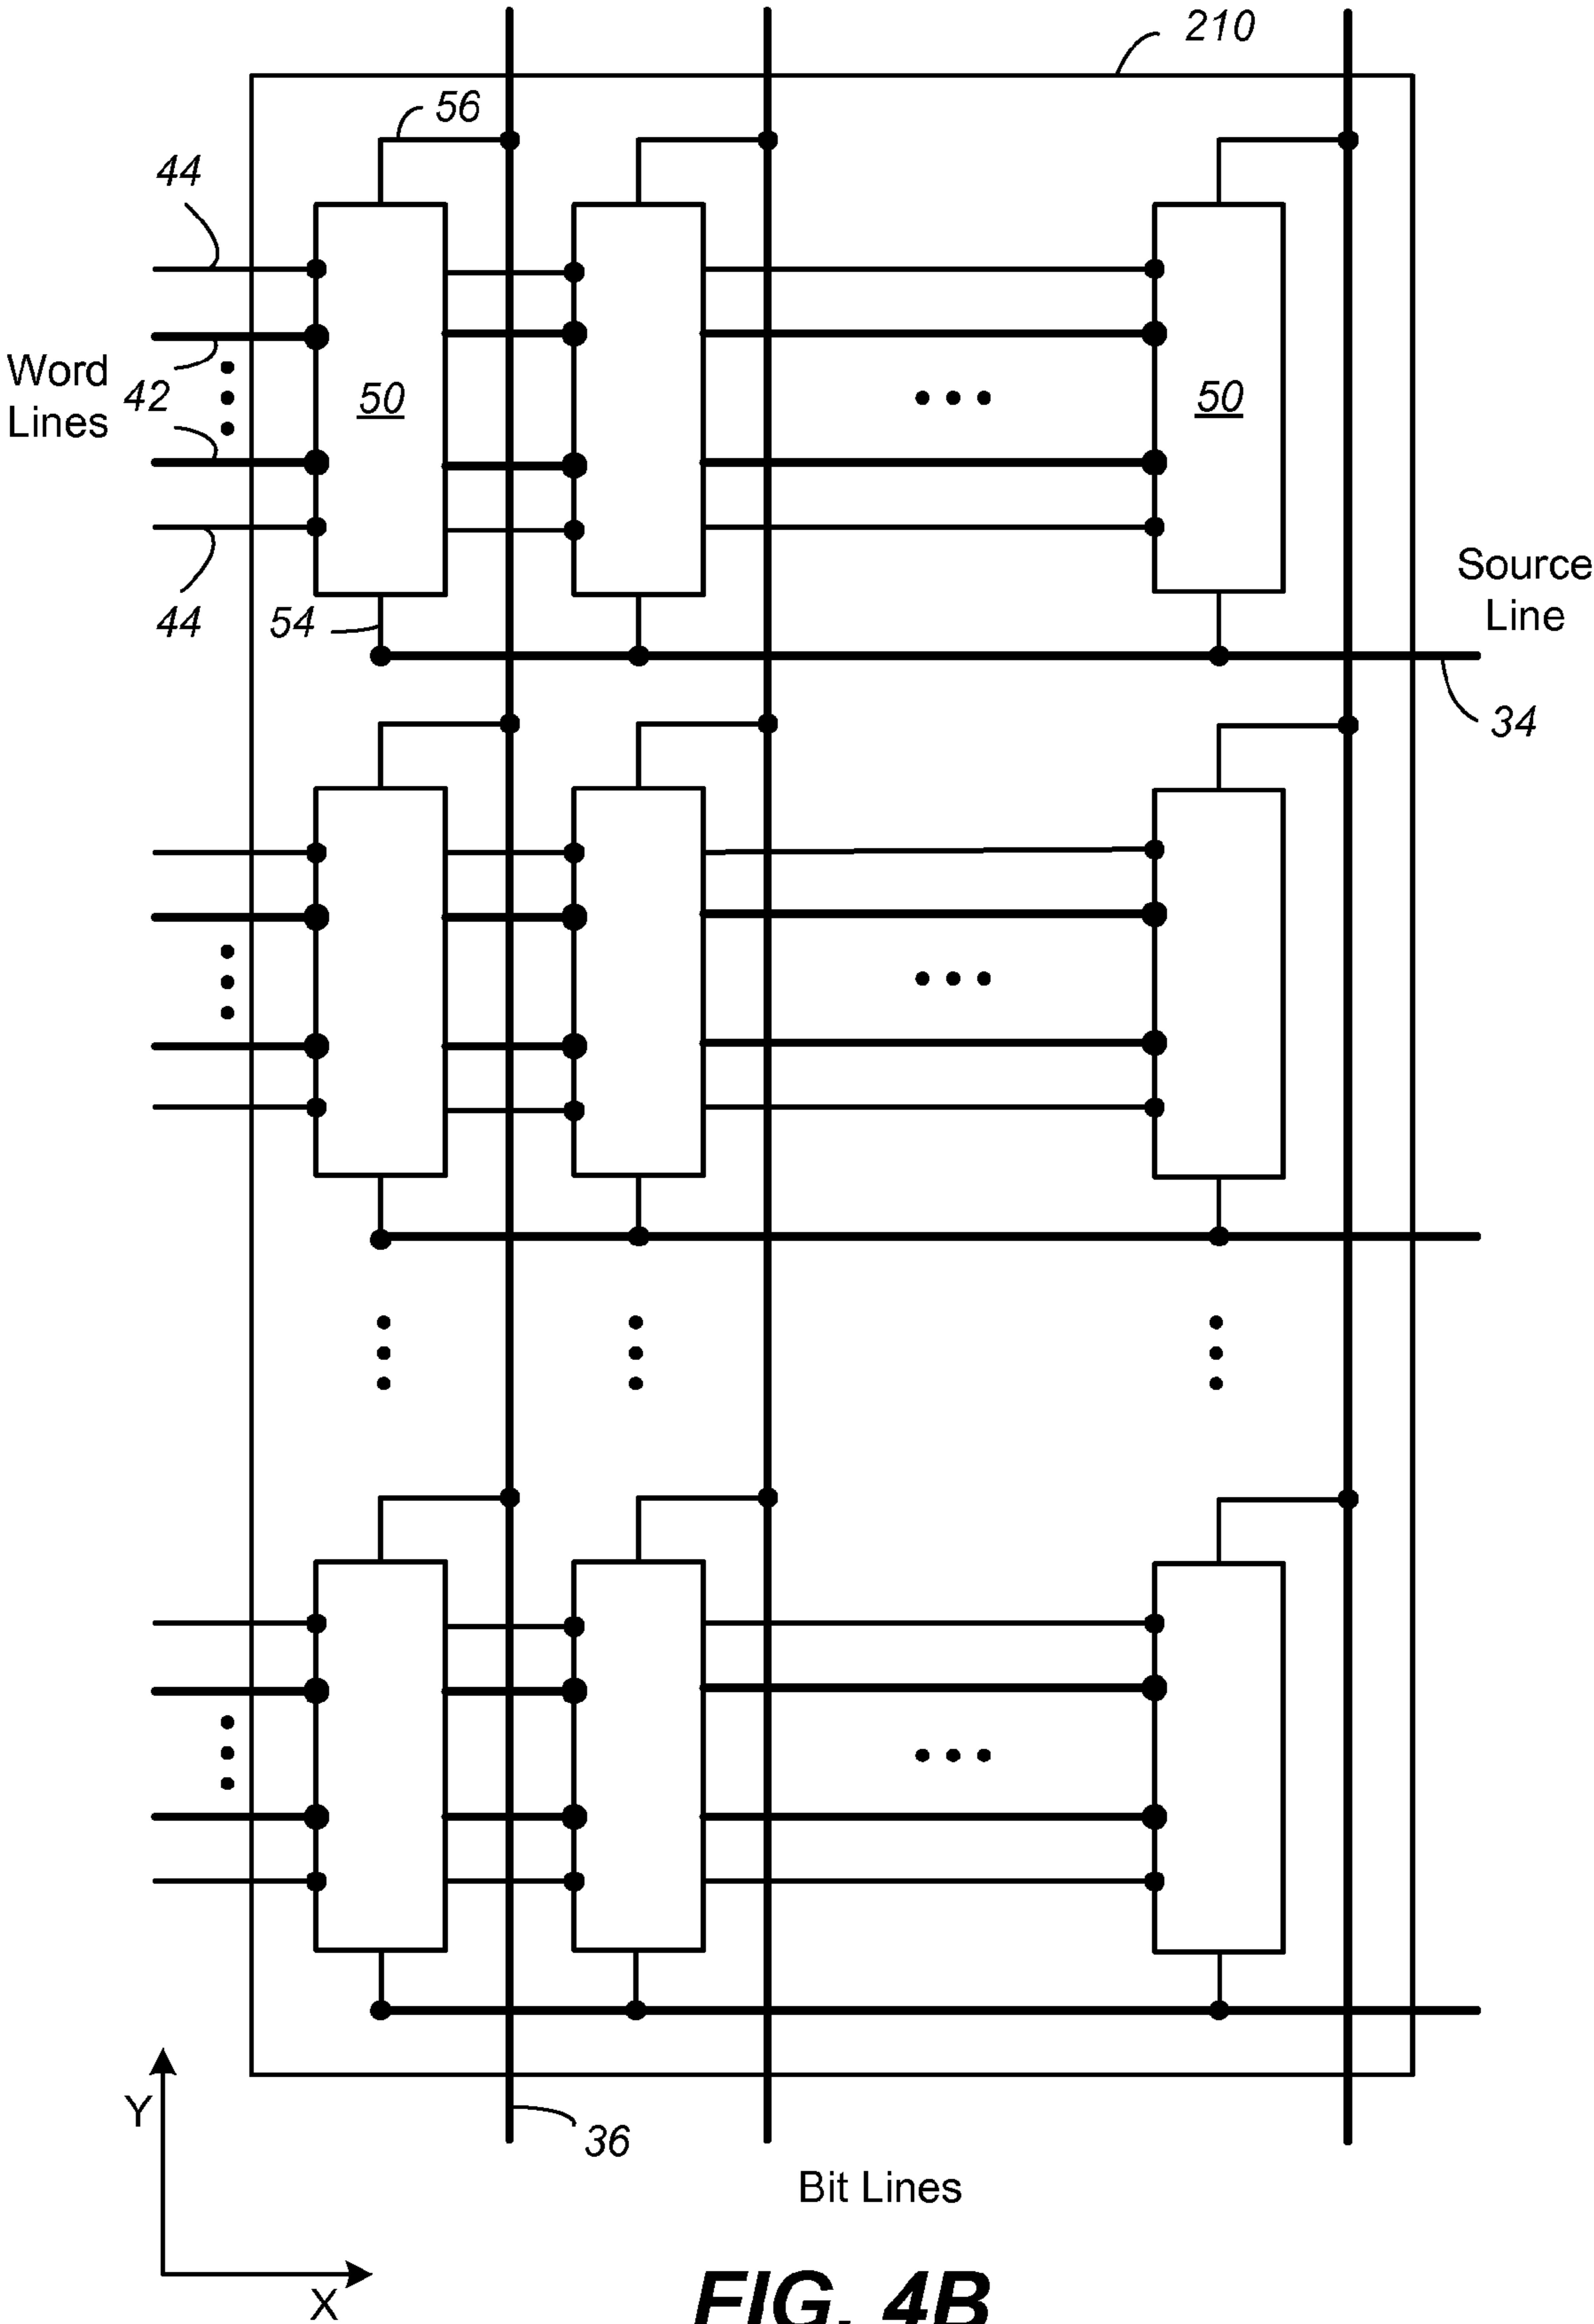 210
56
44
Word
Lines
42
50
50
44
54
Source
Line
34
36
Bit Lines
Y
X
FIG. 4B